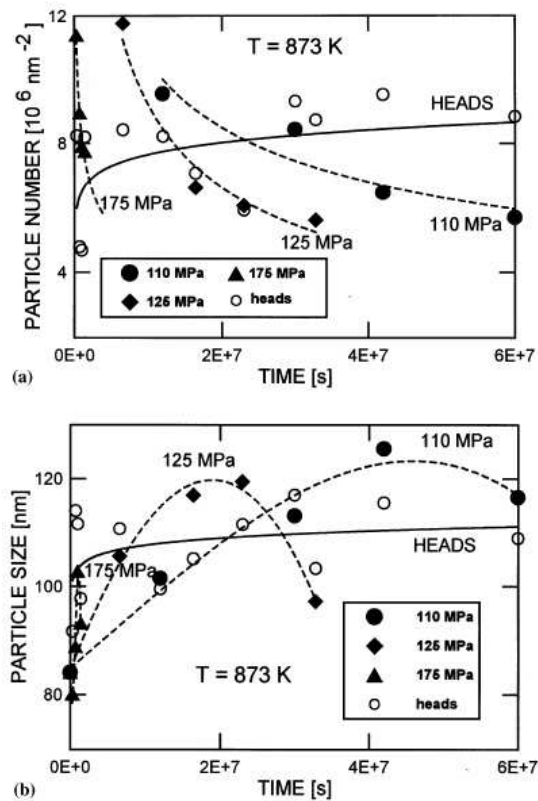 12
T = 873 K
HEADS
8
175 MPa
125 MPa
110 MPa
4
110 MPa
175 MPa
125 MPa
heads
PARTICLE NUMBER [10 6 nm -2]
0E+0 2E+7 4E+7 6E+7
(a)
TIME [s]
110 MPa
125 MPa
120
HEADS
175 MPa
100
110 MPa
125 MPa
175 MPa
T = 873 K
80
heads
PARTICLE SIZE [nm]
0E+0 2E+7 4E+7 6E+7
(b)
TIME [s]